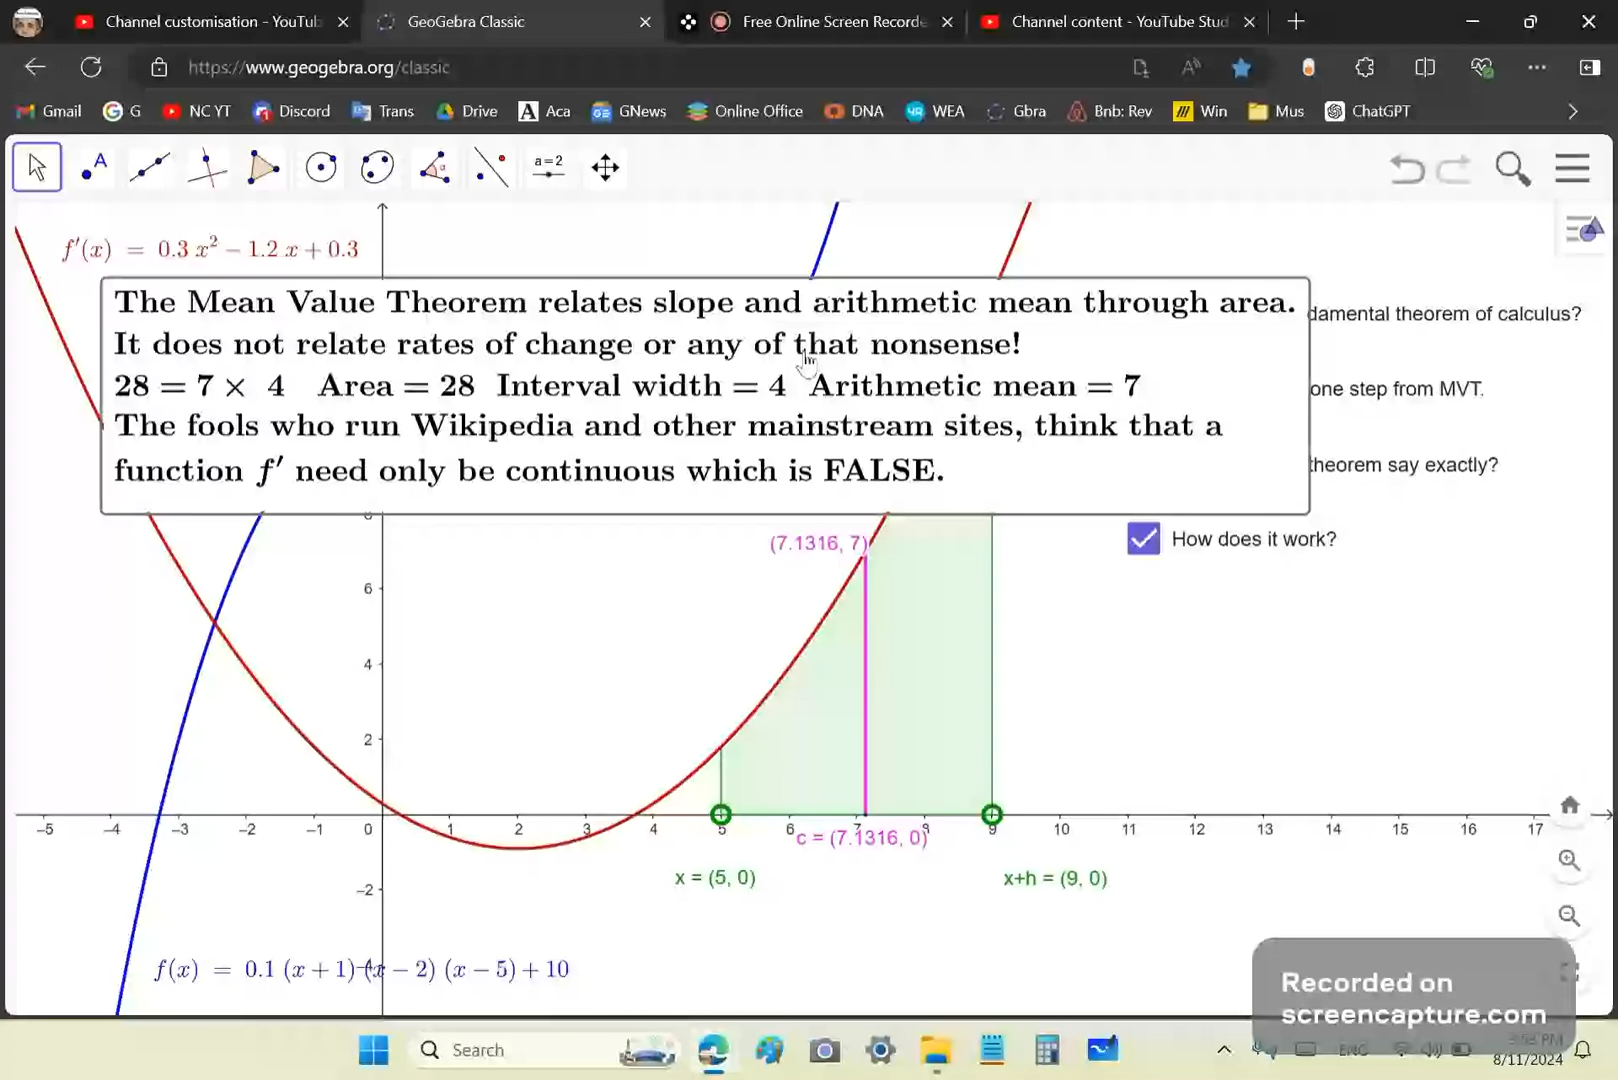 Channel customisation - YouTub
GeoGebra Classic
Free Online Screen Recorde
Channel content - YouTube Stud
https://www.geogebra.org/classic
Gmail
G
NC YT
Discord
Trans
Drive
A Aca
GNews
Online Office
DNA
WEA
Gbra
Bnb: Rev
Win
Mus
ChatGPT
a=2
f′(x) = 0.3 x² − 1.2 x + 0.3
The Mean Value Theorem relates slope and arithmetic mean through area.
It does not relate rates of change or any of that nonsense!
28 = 7 × 4 Area = 28 Interval width = 4 Arithmetic mean = 7
The fools who run Wikipedia and other mainstream sites, think that a
function f′ need only be continuous which is FALSE.
damental theorem of calculus?
one step from MVT.
theorem say exactly?
How does it work?
(7.1316, 7)
8
6
4
2
−2
−5 −4 −3 −2 −1 0 1 2 3 4 5 6 7 8 9 10 11 12 13 14 15 16 17
c = (7.1316, 0)
x = (5, 0)
x+h = (9, 0)
f(x) = 0.1 (x + 1) (x − 2) (x − 5) + 10
−4
Recorded on
screencapture.com
Search
ENG
8/11/2024